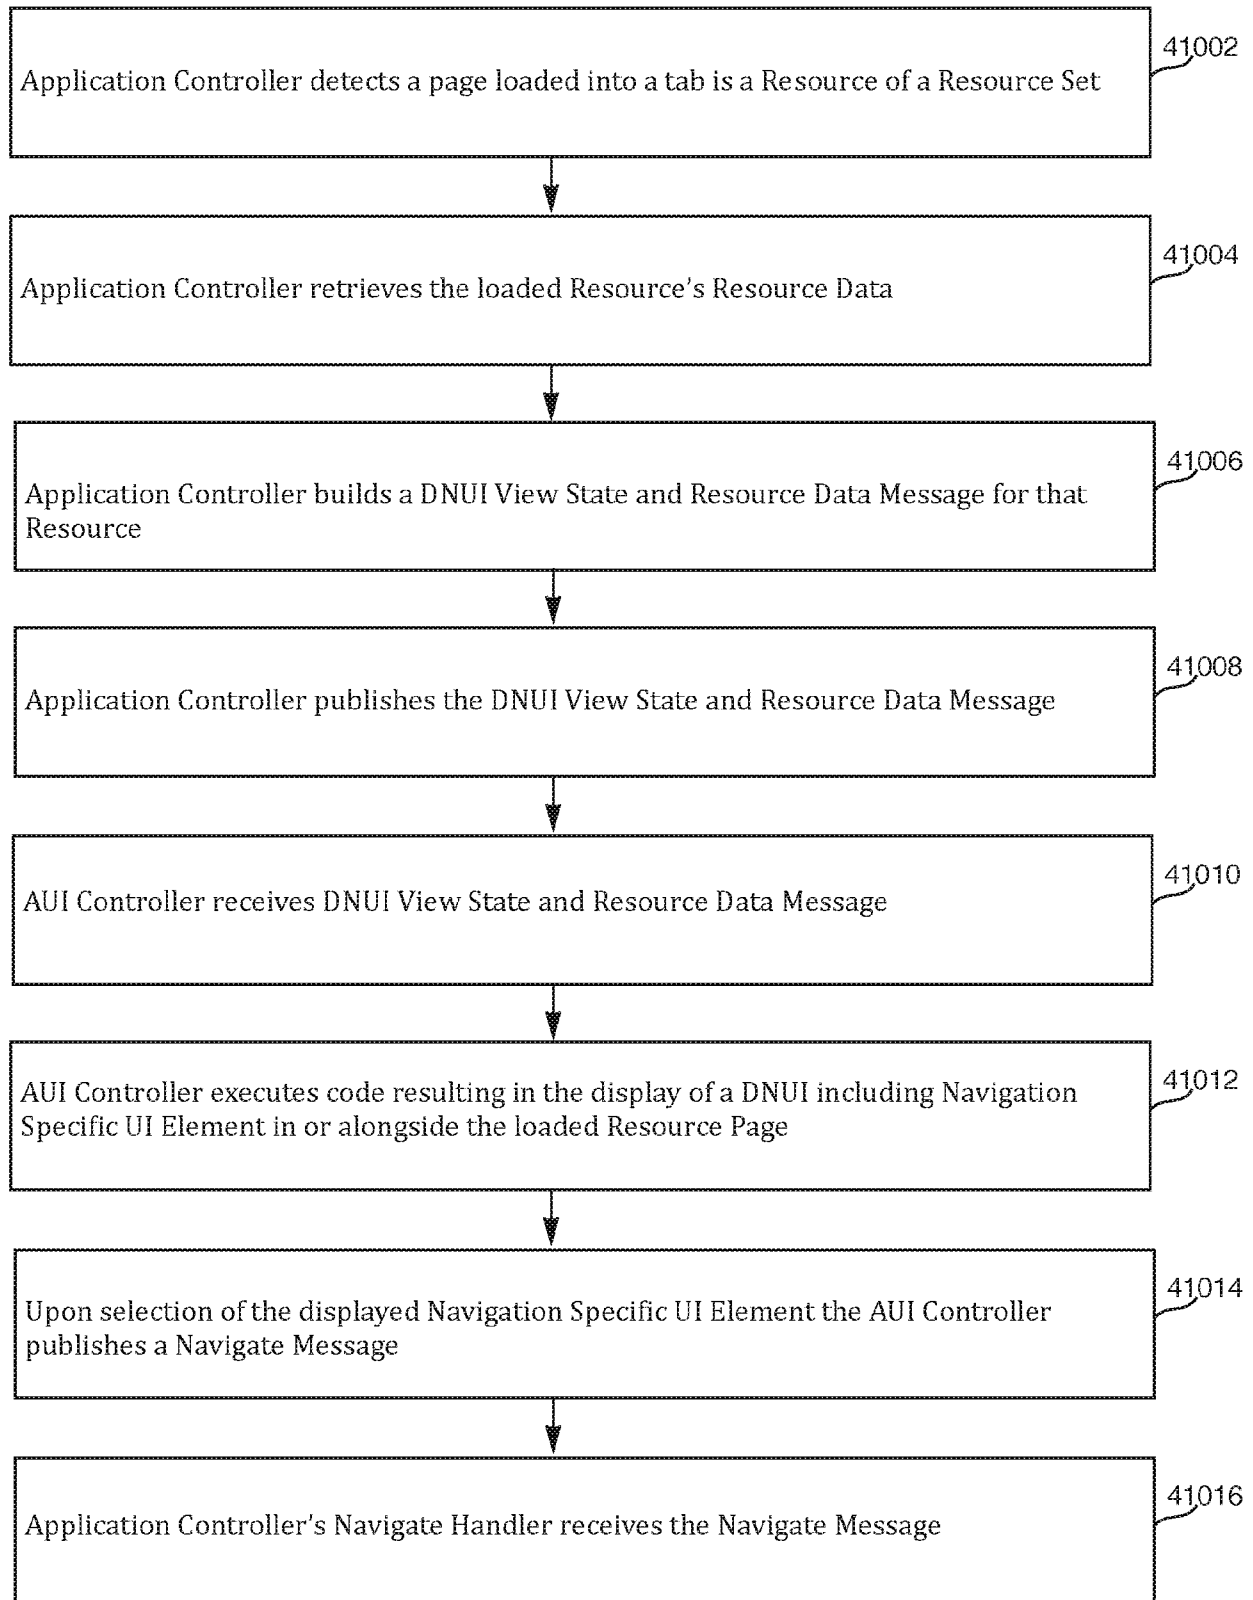 41002
Application Controller detects a page loaded into a tab is a Resource of a Resource Set
41004
Application Controller retrieves the loaded Resource’s Resource Data
41006
Application Controller builds a DNUI View State and Resource Data Message for that
Resource
41008
Application Controller publishes the DNUI View State and Resource Data Message
41010
AUI Controller receives DNUI View State and Resource Data Message
41012
AUI Controller executes code resulting in the display of a DNUI including Navigation
Specific UI Element in or alongside the loaded Resource Page
41014
Upon selection of the displayed Navigation Specific UI Element the AUI Controller
publishes a Navigate Message
41016
Application Controller’s Navigate Handler receives the Navigate Message